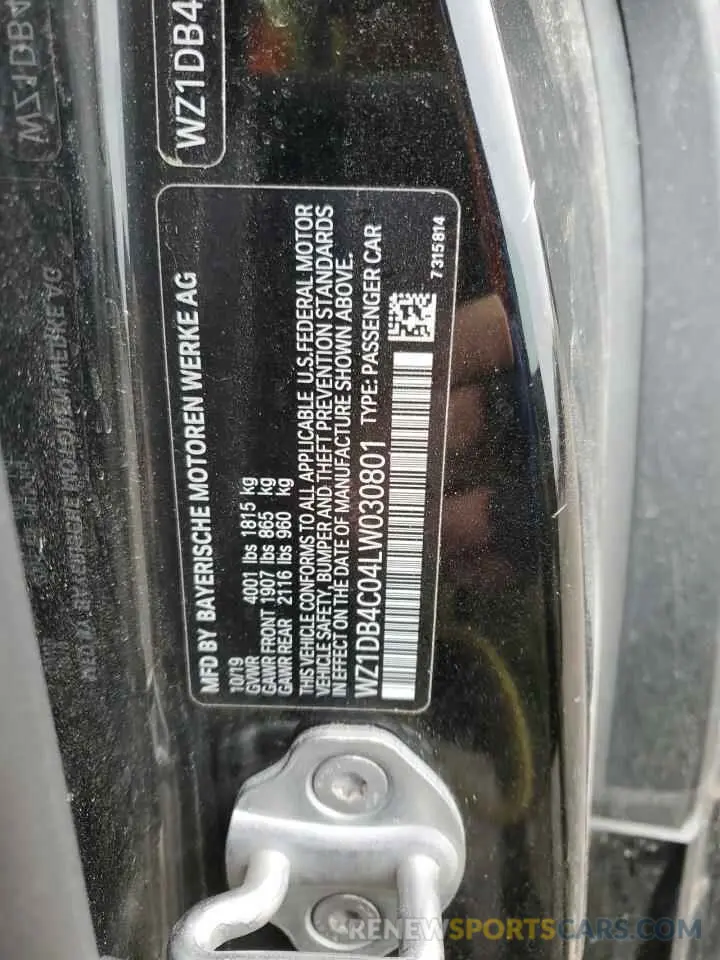 WZ1DB4
MFD BY BAYERISCHE MOTOREN WERKE AG
10/19
GVWR 4001 lbs 1815 kg
GAWR FRONT 1907 lbs 865 kg
GAWR REAR 2116 lbs 960 kg
THIS VEHICLE CONFORMS TO ALL APPLICABLE U.S. FEDERAL MOTOR
VEHICLE SAFETY, BUMPER AND THEFT PREVENTION STANDARDS
IN EFFECT ON THE DATE OF MANUFACTURE SHOWN ABOVE.
WZ1DB4C04LW030801 TYPE: PASSENGER CAR
7315814
RENEWSPORTSCARS.COM